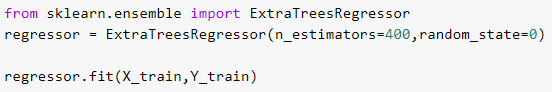 from sklearn.ensemble import ExtraTreesRegressor
regressor = ExtraTreesRegressor(n_estimators=400,random_state=0)
regressor.fit(X_train,Y_train)